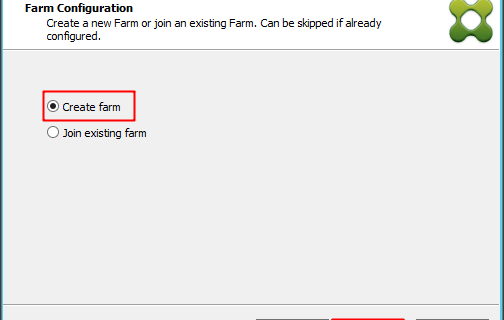 Farm Configuration
Create a new Farm or join an existing Farm. Can be skipped if already
configured.
Create farm
Join existing farm